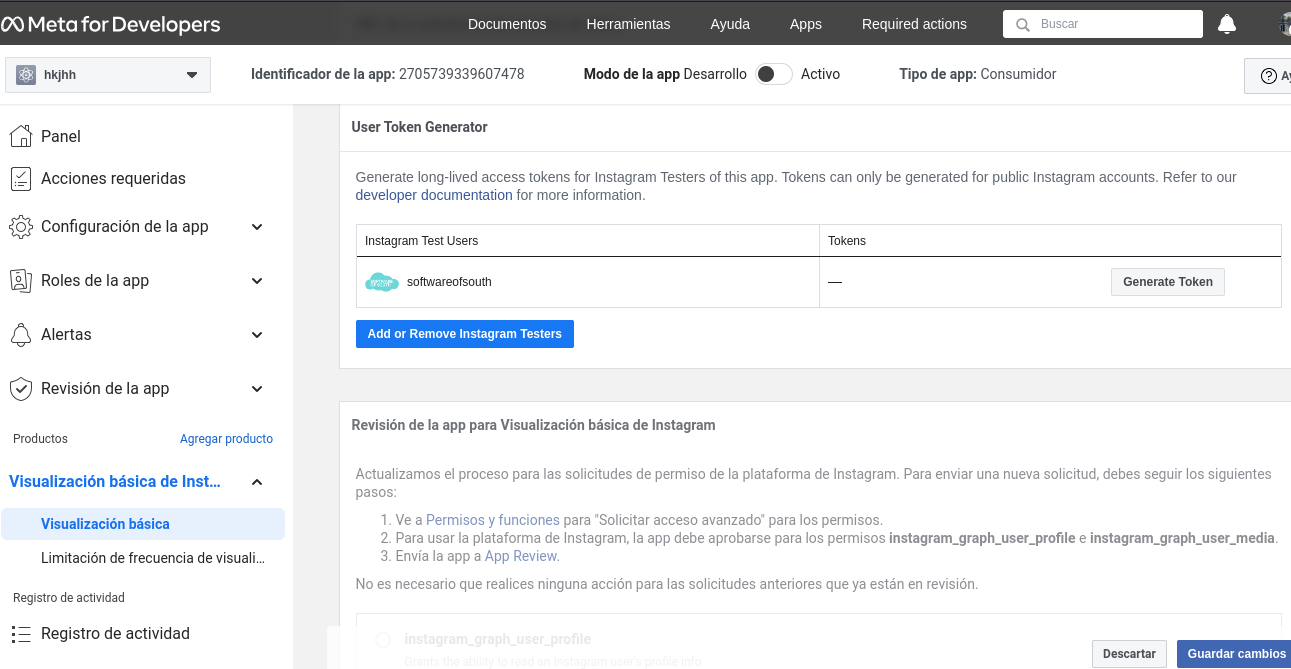 Meta for Developers
Documentos Herramientas Ayuda Apps Required actions Buscar
hkjhh
Identificador de la app: 2705739339607478
Modo de la app Desarrollo Activo
Tipo de app: Consumidor
Panel
Acciones requeridas
Configuración de la app
Roles de la app
Alertas
Revisión de la app
Productos Agregar producto
Visualización básica de Inst...
Visualización básica
Limitación de frecuencia de visuali...
Registro de actividad
Registro de actividad
User Token Generator
Generate long-lived access tokens for Instagram Testers of this app. Tokens can only be generated for public Instagram accounts. Refer to our
developer documentation for more information.
Instagram Test Users Tokens
softwareofsouth — Generate Token
Add or Remove Instagram Testers
Revisión de la app para Visualización básica de Instagram
Actualizamos el proceso para las solicitudes de permiso de la plataforma de Instagram. Para enviar una nueva solicitud, debes seguir los siguientes
pasos:
1. Ve a Permisos y funciones para "Solicitar acceso avanzado" para los permisos.
2. Para usar la plataforma de Instagram, la app debe aprobarse para los permisos instagram_graph_user_profile e instagram_graph_user_media.
3. Envía la app a App Review.
No es necesario que realices ninguna acción para las solicitudes anteriores que ya están en revisión.
instagram_graph_user_profile
Grants the ability to read an Instagram user's profile info
Descartar Guardar cambios